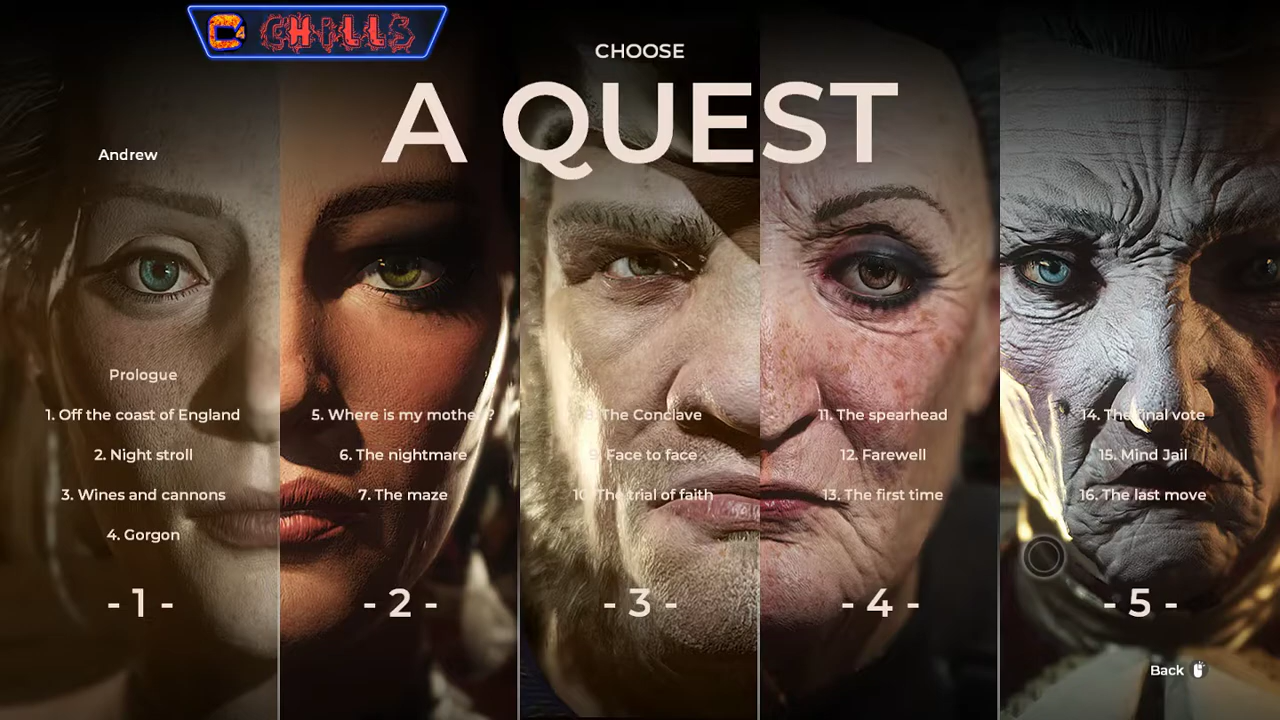 C4 CHILLS
CHOOSE
A QUEST
Andrew
Prologue
1. Off the coast of England
2. Night stroll
3. Wines and cannons
4. Gorgon
- 1 -
5. Where is my mother?
6. The nightmare
7. The maze
- 2 -
8. The Conclave
9. Face to face
10. The trial of faith
- 3 -
11. The spearhead
12. Farewell
13. The first time
- 4 -
14. The final vote
15. Mind Jail
16. The last move
- 5 -
Back